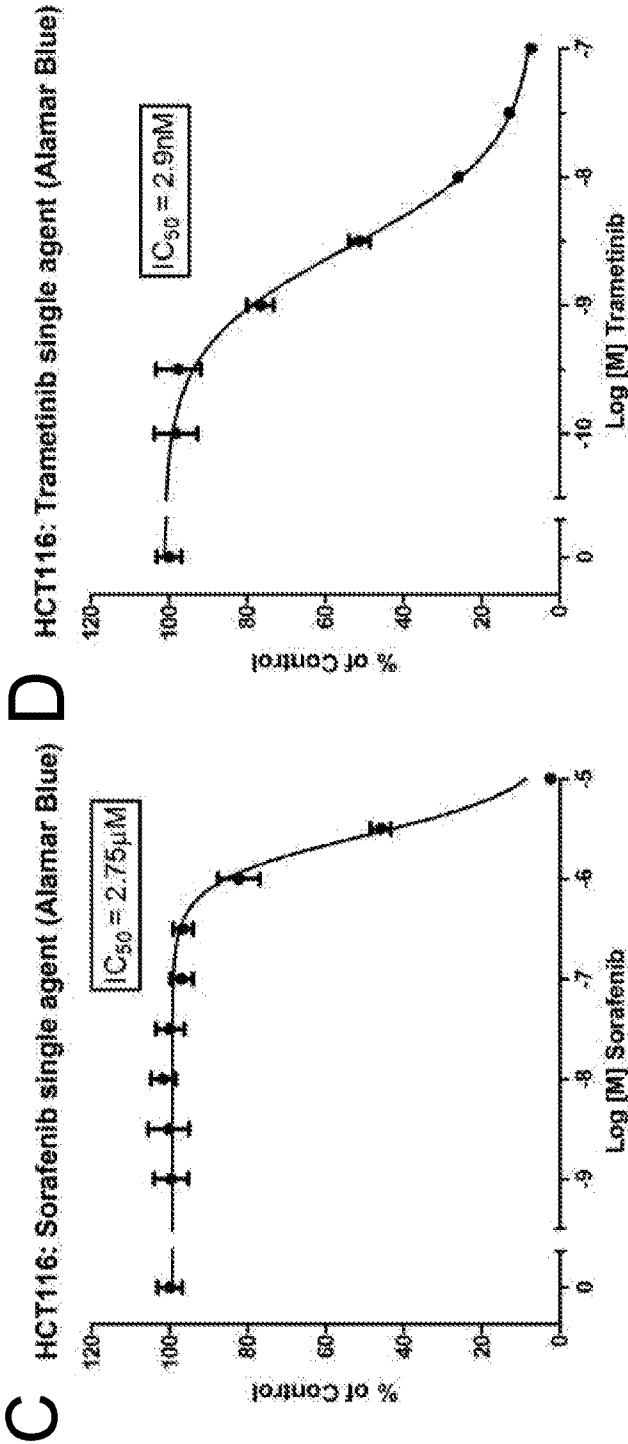 C
HCT116: Sorafenib single agent (Alamar Blue)
IC50 = 2.75µM
% of Control
120
100
80
60
40
20
0
0
-9
-8
-7
-6
-5
Log [M] Sorafenib
D
HCT116: Trametinib single agent (Alamar Blue)
IC50 = 2.9nM
% of Control
120
100
80
60
40
20
0
0
-10
-9
-8
-7
Log [M] Trametinib